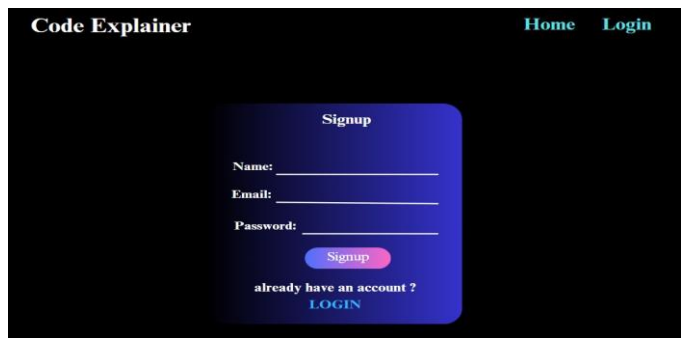 Code Explainer Home Login
Signup
Name:
Email:
Password:
Signup
already have an account ?
LOGIN